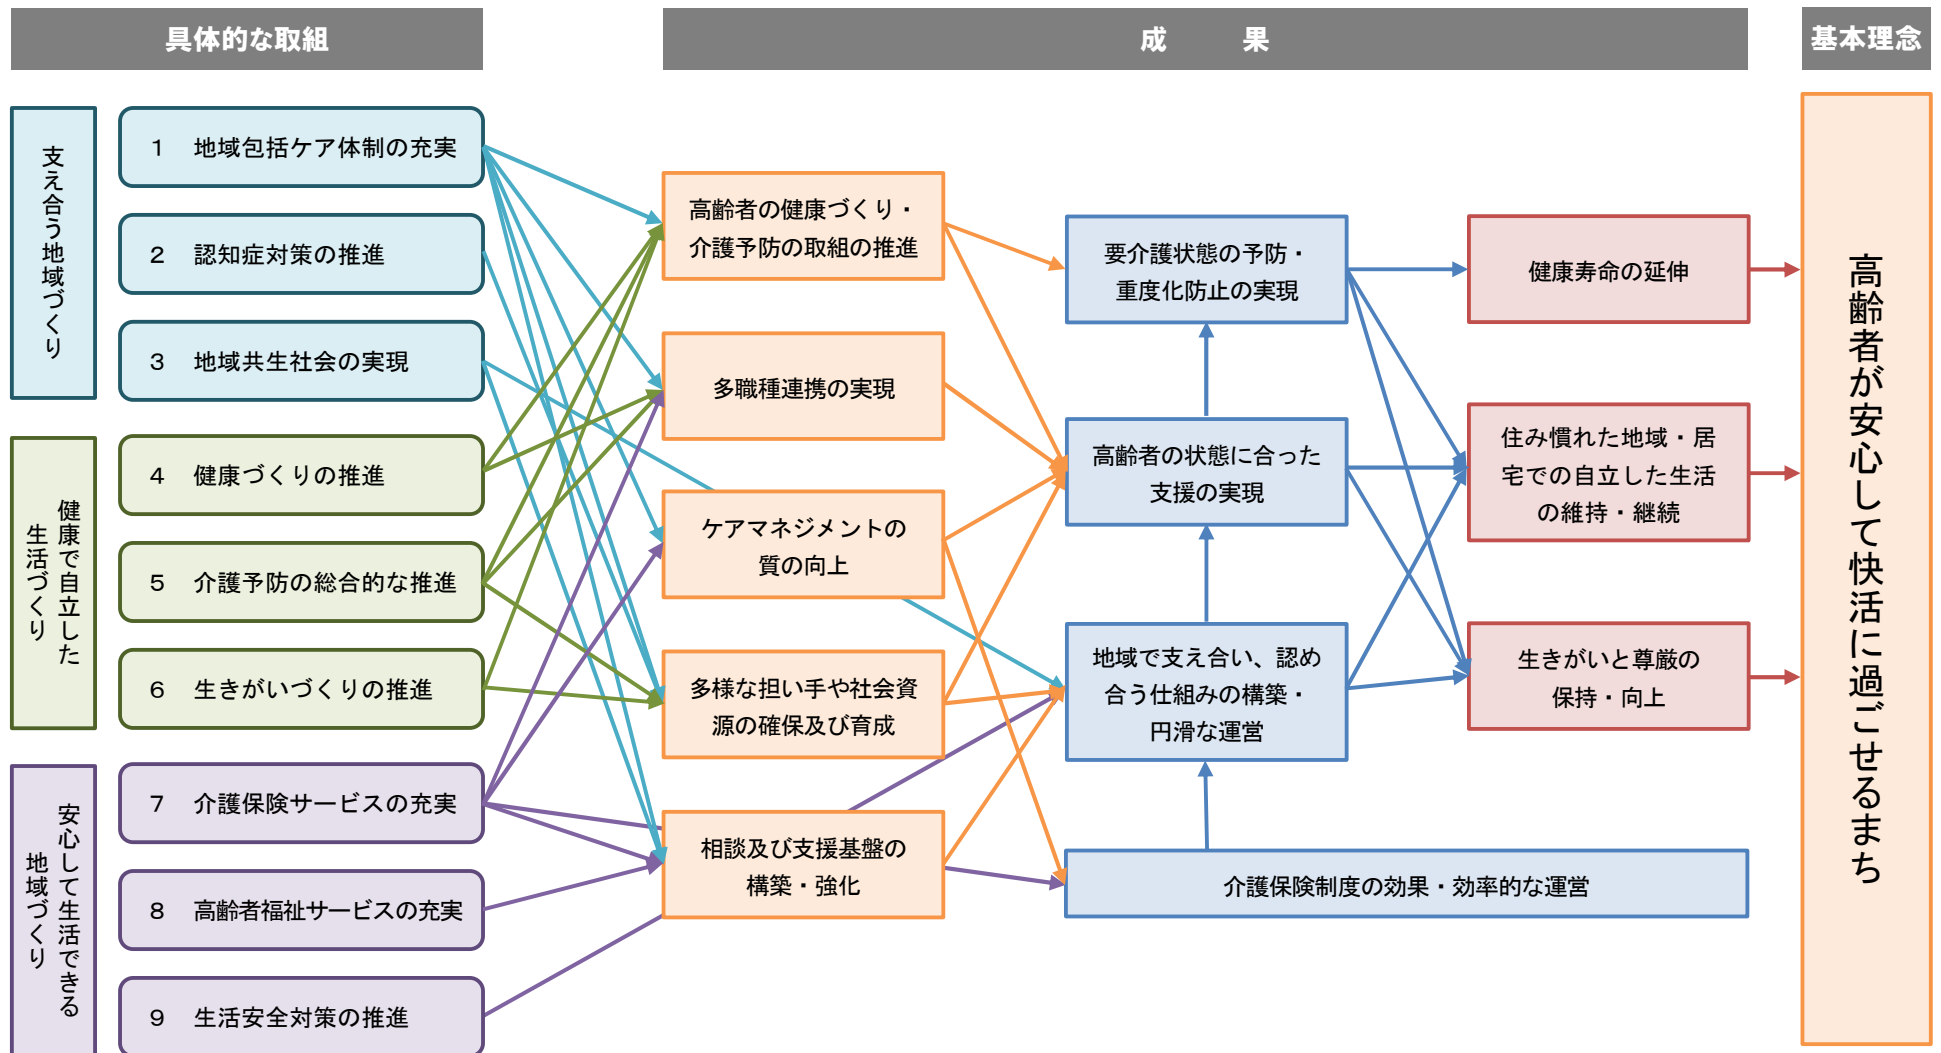 具体的な取組
成果
基本理念
支え合う地域づくり
1 地域包括ケア体制の充実
2 認知症対策の推進
3 地域共生社会の実現
健康で自立した
生活づくり
4 健康づくりの推進
5 介護予防の総合的な推進
6 生きがいづくりの推進
安心して生活できる
地域づくり
7 介護保険サービスの充実
8 高齢者福祉サービスの充実
9 生活安全対策の推進
高齢者の健康づくり・
介護予防の取組の推進
多職種連携の実現
ケアマネジメントの
質の向上
多様な担い手や社会資
源の確保及び育成
相談及び支援基盤の
構築・強化
要介護状態の予防・
重度化防止の実現
高齢者の状態に合った
支援の実現
地域で支え合い、認め
合う仕組みの構築・
円滑な運営
介護保険制度の効果・効率的な運営
健康寿命の延伸
住み慣れた地域・居
宅での自立した生活
の維持・継続
生きがいと尊厳の
保持・向上
高齢者が安心して快活に過ごせるまち